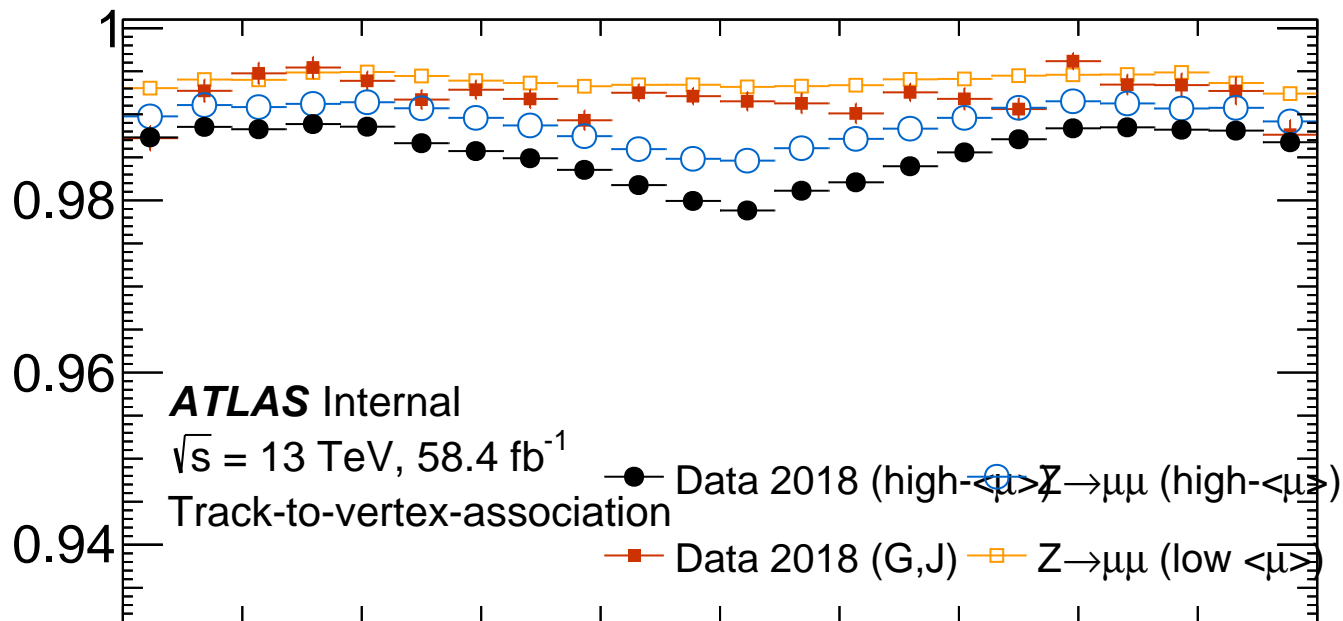 1
0.98
0.96
0.94
ATLAS Internal
√s = 13 TeV, 58.4 fb⁻¹
Track-to-vertex-association
Data 2018 (high-<μ>)
Z→μμ (high-<μ>)
Data 2018 (G,J)
Z→μμ (low <μ>)